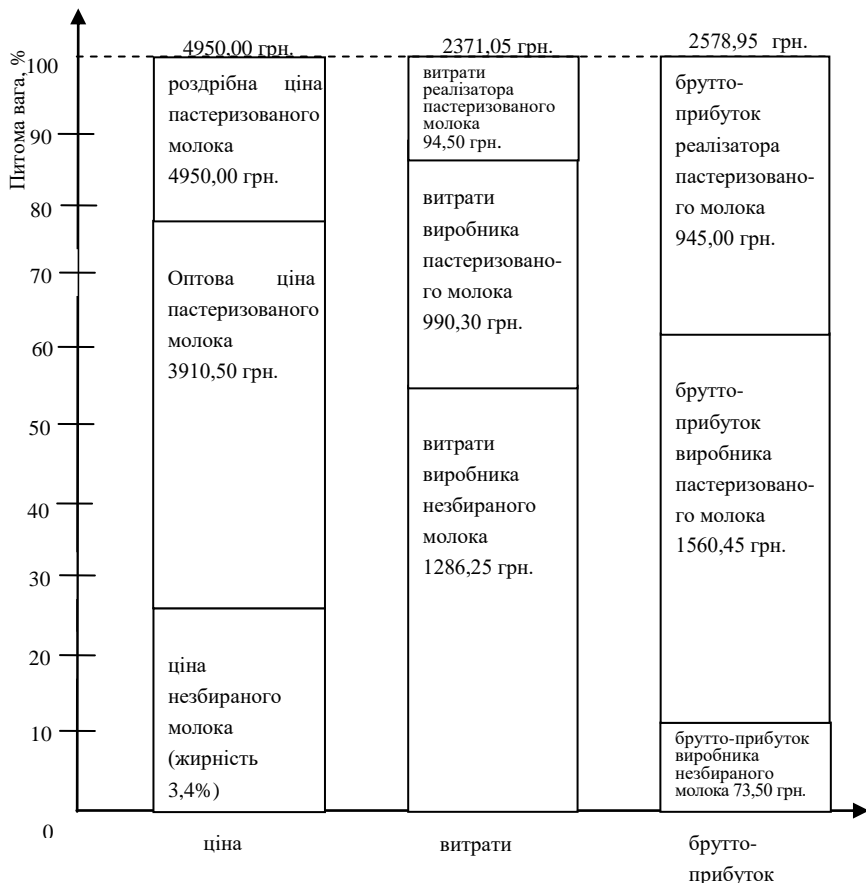 Питома вага, %
100
90
80
70
60
50
40
30
20
10
0
4950,00 грн.
роздрібна ціна
пастеризованого
молока
4950,00 грн.
Оптова ціна
пастеризованого
молока
3910,50 грн.
ціна
незбираного
молока
(жирність
3,4%)
ціна
2371,05 грн.
витрати
реалізатора
пастеризованого
молока
94,50 грн.
витрати
виробника
пастеризовано-
го молока
990,30 грн.
витрати
виробника
незбираного
молока
1286,25 грн.
витрати
2578,95 грн.
брутто-
прибуток
реалізатора
пастеризовано-
го молока
945,00 грн.
брутто-
прибуток
виробника
пастеризовано-
го молока
1560,45 грн.
брутто-прибуток
виробника
незбираного
молока 73,50 грн.
брутто-
прибуток